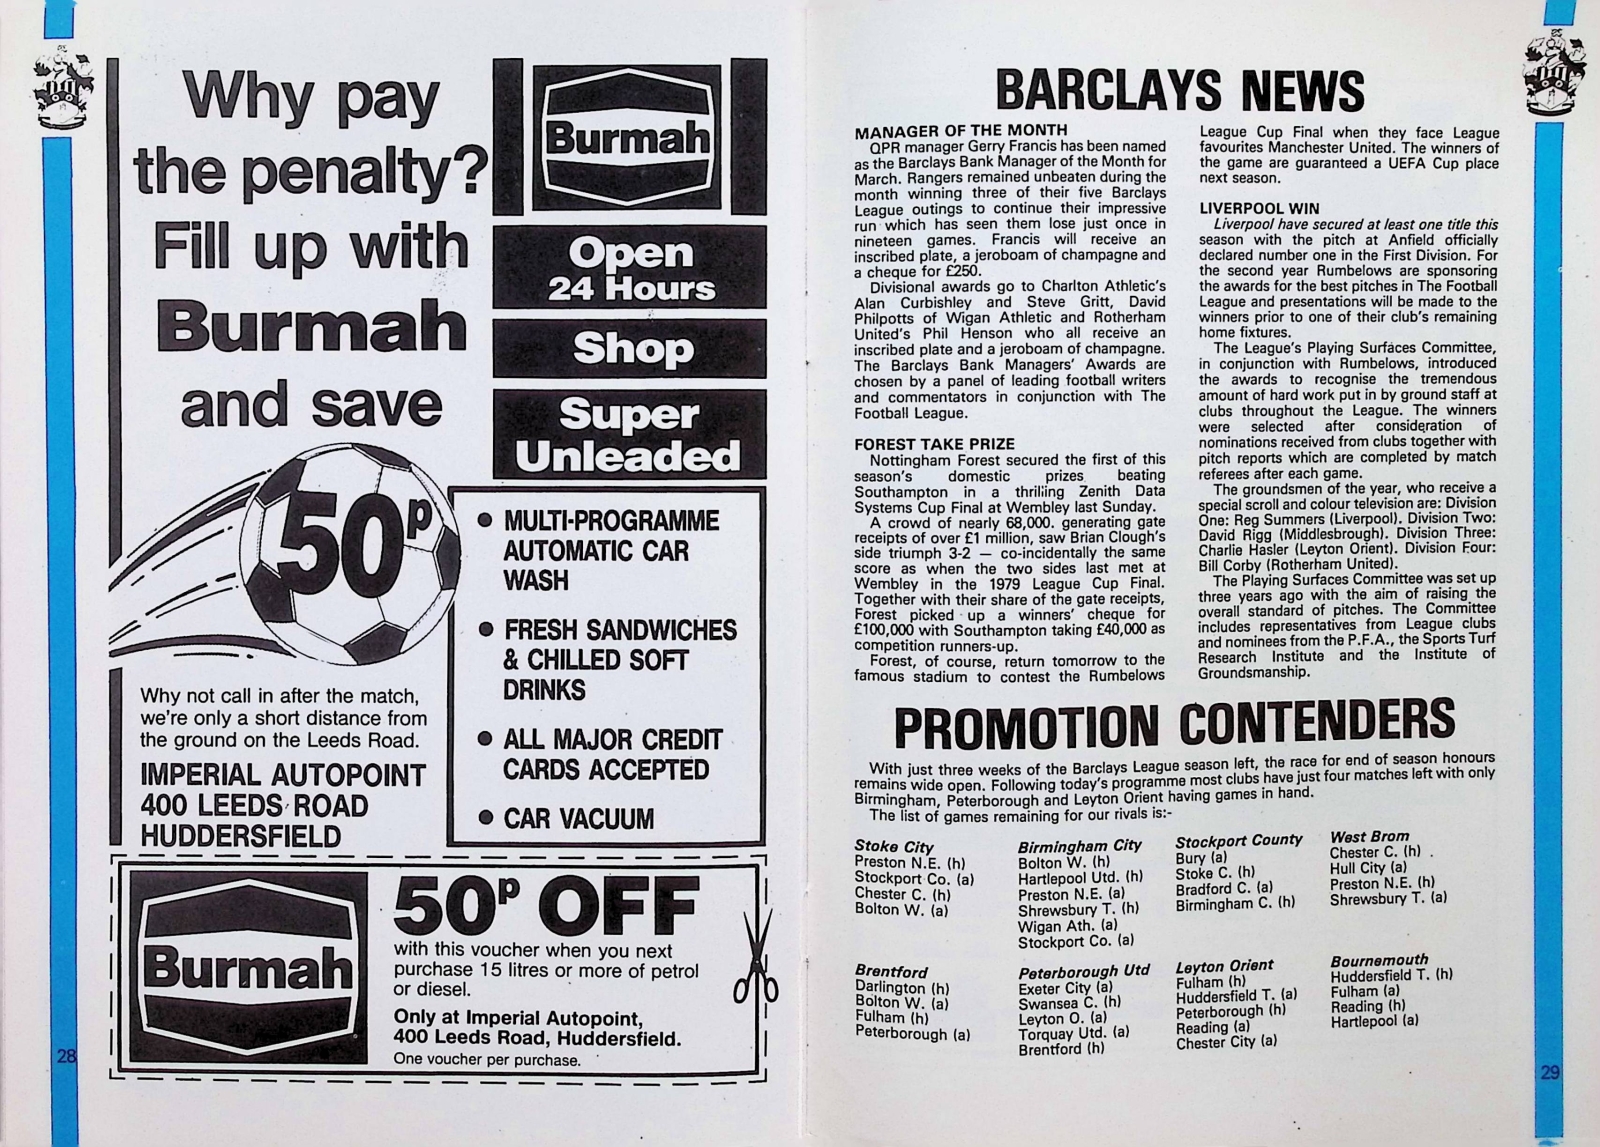 Why pay
the penalty?
Fill up with
Burmah
and save
50p
Burmah
Open
24 Hours
Shop
Super
Unleaded
● MULTI-PROGRAMME
AUTOMATIC CAR
WASH
● FRESH SANDWICHES
& CHILLED SOFT
DRINKS
● ALL MAJOR CREDIT
CARDS ACCEPTED
● CAR VACUUM
Why not call in after the match,
we're only a short distance from
the ground on the Leeds Road.
IMPERIAL AUTOPOINT
400 LEEDS ROAD
HUDDERSFIELD
Burmah
50p OFF
with this voucher when you next
purchase 15 litres or more of petrol
or diesel.
Only at Imperial Autopoint,
400 Leeds Road, Huddersfield.
One voucher per purchase.
28
BARCLAYS NEWS
MANAGER OF THE MONTH
QPR manager Gerry Francis has been named
as the Barclays Bank Manager of the Month for
March. Rangers remained unbeaten during the
month winning three of their five Barclays
League outings to continue their impressive
run which has seen them lose just once in
nineteen games. Francis will receive an
inscribed plate, a jeroboam of champagne and
a cheque for £250.
Divisional awards go to Charlton Athletic's
Alan Curbishley and Steve Gritt, David
Philpotts of Wigan Athletic and Rotherham
United's Phil Henson who all receive an
inscribed plate and a jeroboam of champagne.
The Barclays Bank Managers' Awards are
chosen by a panel of leading football writers
and commentators in conjunction with The
Football League.
FOREST TAKE PRIZE
Nottingham Forest secured the first of this
season's domestic prizes beating
Southampton in a thrilling Zenith Data
Systems Cup Final at Wembley last Sunday.
A crowd of nearly 68,000. generating gate
receipts of over £1 million, saw Brian Clough's
side triumph 3-2 — co-incidentally the same
score as when the two sides last met at
Wembley in the 1979 League Cup Final.
Together with their share of the gate receipts,
Forest picked up a winners' cheque for
£100,000 with Southampton taking £40,000 as
competition runners-up.
Forest, of course, return tomorrow to the
famous stadium to contest the Rumbelows
League Cup Final when they face League
favourites Manchester United. The winners of
the game are guaranteed a UEFA Cup place
next season.
LIVERPOOL WIN
Liverpool have secured at least one title this
season with the pitch at Anfield officially
declared number one in the First Division. For
the second year Rumbelows are sponsoring
the awards for the best pitches in The Football
League and presentations will be made to the
winners prior to one of their club's remaining
home fixtures.
The League's Playing Surfaces Committee,
in conjunction with Rumbelows, introduced
the awards to recognise the tremendous
amount of hard work put in by ground staff at
clubs throughout the League. The winners
were selected after consideration of
nominations received from clubs together with
pitch reports which are completed by match
referees after each game.
The groundsmen of the year, who receive a
special scroll and colour television are: Division
One: Reg Summers (Liverpool). Division Two:
David Rigg (Middlesbrough). Division Three:
Charlie Hasler (Leyton Orient). Division Four:
Bill Corby (Rotherham United).
The Playing Surfaces Committee was set up
three years ago with the aim of raising the
overall standard of pitches. The Committee
includes representatives from League clubs
and nominees from the P.F.A., the Sports Turf
Research Institute and the Institute of
Groundsmanship.
PROMOTION CONTENDERS
With just three weeks of the Barclays League season left, the race for end of season honours
remains wide open. Following today's programme most clubs have just four matches left with only
Birmingham, Peterborough and Leyton Orient having games in hand.
The list of games remaining for our rivals is:-
Stoke City
Preston N.E. (h)
Stockport Co. (a)
Chester C. (h)
Bolton W. (a)
Birmingham City
Bolton W. (h)
Hartlepool Utd. (h)
Preston N.E. (a)
Shrewsbury T. (h)
Wigan Ath. (a)
Stockport Co. (a)
Stockport County
Bury (a)
Stoke C. (h)
Bradford C. (a)
Birmingham C. (h)
West Brom
Chester C. (h)
Hull City (a)
Preston N.E. (h)
Shrewsbury T. (a)
Brentford
Darlington (h)
Bolton W. (a)
Fulham (h)
Peterborough (a)
Peterborough Utd
Exeter City (a)
Swansea C. (h)
Leyton O. (a)
Torquay Utd. (a)
Brentford (h)
Leyton Orient
Fulham (h)
Huddersfield T. (a)
Peterborough (h)
Reading (a)
Chester City (a)
Bournemouth
Huddersfield T. (h)
Fulham (a)
Reading (h)
Hartlepool (a)
29